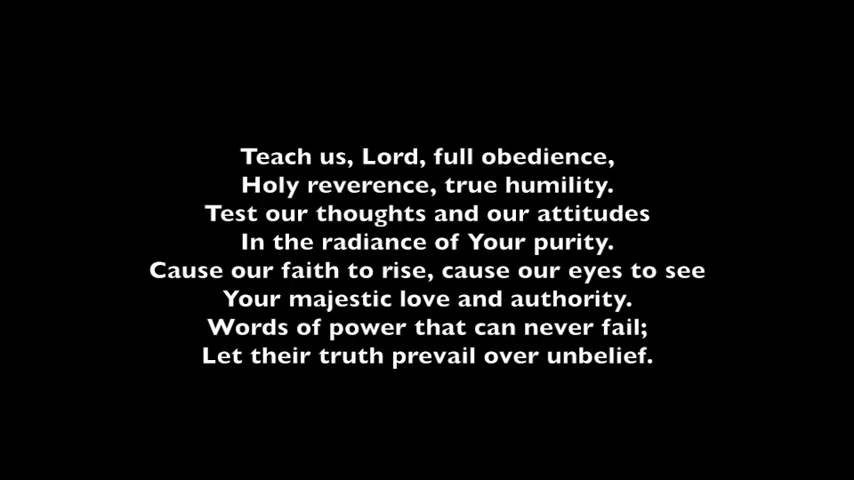 Teach us, Lord, full obedience,
Holy reverence, true humility.
Test our thoughts and our attitudes
In the radiance of Your purity.
Cause our faith to rise, cause our eyes to see
Your majestic love and authority.
Words of power that can never fail;
Let their truth prevail over unbelief.